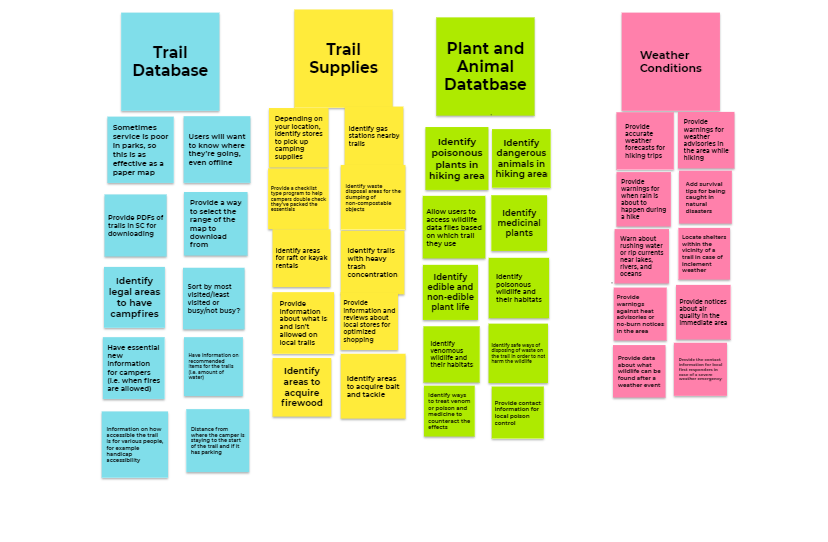 Trail
Database
Sometimes
service is poor
in parks, so
this is as
effective as a
paper map
Users will want
to know where
they're going,
even offline
Provide PDFs of
trails in SC for
downloading
Provide a way
to select the
range of the
map to
download
from
Identify
legal areas
to have
campfires
Sort by most
visited/least
visited or
busy/not busy?
Have essential
new
information
for campers
(i.e. when fires
are allowed)
Have information on
recommended
items for the trails
(i.e. amount of
water)
Information on how
accessible the trail
is for various people,
for example
handicap
accessibility
Distance from
where the camper is
staying to the start
of the trail and if it
has parking
Trail
Supplies
Depending on
your location,
identify stores
to pick up
camping
supplies
Identify gas
stations nearby
trails
Provide a checklist
type program to help
campers double check
they've packed the
essentials
Identify waste
disposal areas for the
dumping of
non-compostable
objects
Identify areas
for raft or kayak
rentals
Identify trails
with heavy
trash
concentration
Provide
information
about what is
and isn't
allowed on
local trails
Provide
information and
reviews about
local stores for
optimized
shopping
Identify
areas to
acquire
firewood
Identify areas
to acquire bait
and tackle
Plant and
Animal
Datatbase
Identify
poisonous
plants in
hiking area
Identify
dangerous
animals in
hiking area
Allow users to
access wildlife
data files based
on which trail
they use
Identify
medicinal
plants
Identify
edible and
non-edible
plant life
Identify
poisonous
wildlife and
their habitats
Identify
venomous
wildlife and
their habitats
Identify safe ways of
disposing of waste on
the trail in order to not
harm the wildlife
Identify ways
to treat venom
or poison and
medicine to
counteract the
effects
Provide contact
information for
local poison
control
Weather
Conditions
Provide
accurate
weather
forecasts for
hiking trips
Provide
warnings for
weather
advisories in
the area while
hiking
Provide
warnings for
when rain is
about to
happen during
a hike
Add survival
tips for being
caught in
natural
disasters
Warn about
rushing water
or rip currents
near lakes,
rivers, and
oceans
Locate shelters
within the
vicinity of a
trail in case of
inclement
weather
Provide
warnings
against heat
advisories or
no-burn notices
in the area
Provide notices
about air
quality in the
immediate area
Provide data
about what
wildlife can be
found after a
weather event
Provide the contact
information for local
first responders in
case of a severe
weather emergency